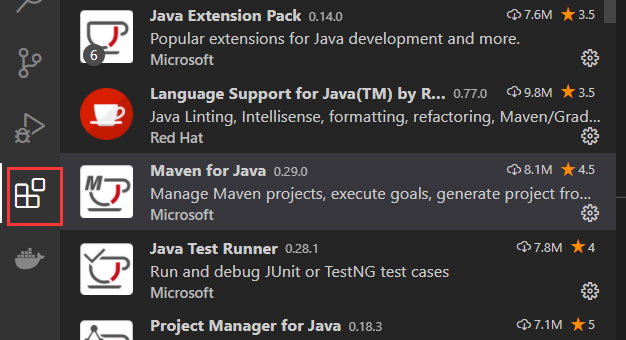 Java Extension Pack 0.14.0 7.6M 3.5
Popular extensions for Java development and more.
6
Microsoft
Language Support for Java(TM) by R... 0.77.0 9.8M 3.5
Java Linting, Intellisense, formatting, refactoring, Maven/Grad...
Red Hat
Maven for Java 0.29.0 8.1M 4.5
Manage Maven projects, execute goals, generate project fro...
Microsoft
Java Test Runner 0.28.1 7.8M 4
Run and debug JUnit or TestNG test cases
Microsoft
Project Manager for Java 0.18.3 7.1M 5